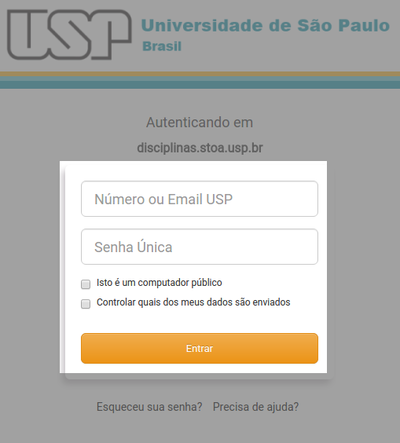 USP Universidade de São Paulo
Brasil
Autenticando em
disciplinas.stoa.usp.br
Número ou Email USP
Senha Única
Isto é um computador público
Controlar quais dos meus dados são enviados
Entrar
Esqueceu sua senha? Precisa de ajuda?